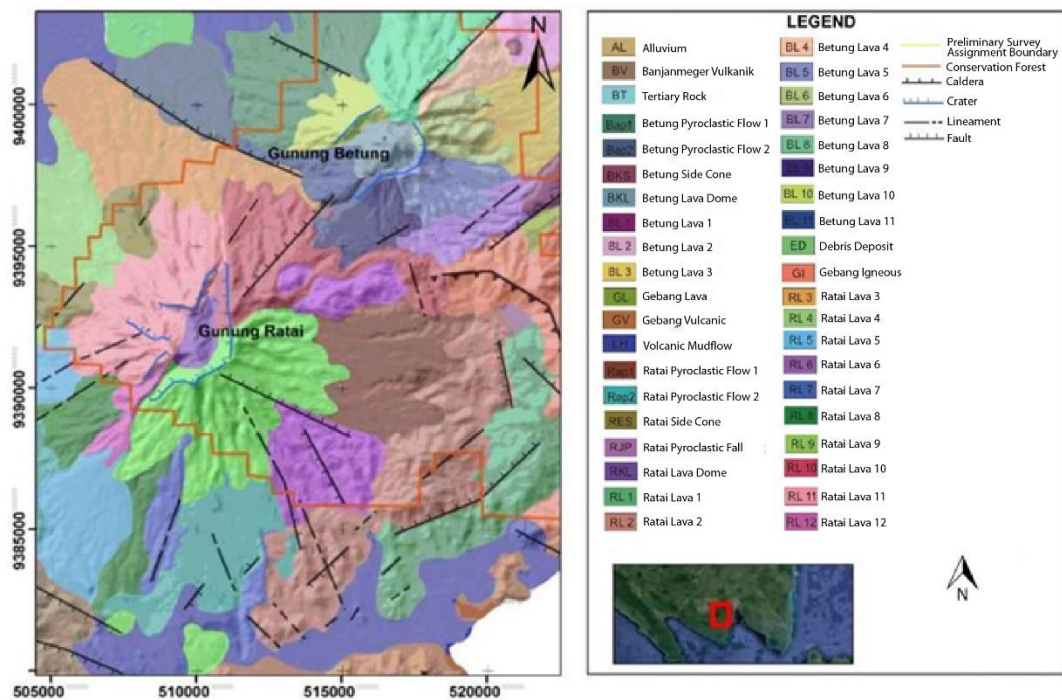 N
9400000
9395000
9390000
9385000
505000
510000
515000
520000
Gunung Betung
Gunung Ratai
LEGEND
AL Alluvium
BV Banjanmeger Vulkanik
BT Tertiary Rock
Bap1 Betung Pyroclastic Flow 1
Bap2 Betung Pyroclastic Flow 2
BKS Betung Side Cone
BKL Betung Lava Dome
Betung Lava 1
BL 2 Betung Lava 2
BL 3 Betung Lava 3
GL Gebang Lava
GV Gebang Vulcanic
LH Volcanic Mudflow
Rap1 Ratai Pyroclastic Flow 1
Rap2 Ratai Pyroclastic Flow 2
RES Ratai Side Cone
RJP Ratai Pyroclastic Fall
RKL Ratai Lava Dome
RL 1 Ratai Lava 1
RL 2 Ratai Lava 2
BL 4 Betung Lava 4
BL 5 Betung Lava 5
BL 6 Betung Lava 6
BL 7 Betung Lava 7
BL 8 Betung Lava 8
Betung Lava 9
BL 10 Betung Lava 10
BL 11 Betung Lava 11
ED Debris Deposit
GI Gebang Igneous
RL 3 Ratai Lava 3
RL 4 Ratai Lava 4
RL 5 Ratai Lava 5
RL 6 Ratai Lava 6
RL 7 Ratai Lava 7
RL 8 Ratai Lava 8
RL 9 Ratai Lava 9
RL 10 Ratai Lava 10
RL 11 Ratai Lava 11
RL 12 Ratai Lava 12
Preliminary Survey
Assignment Boundary
Conservation Forest
Caldera
Crater
Lineament
Fault
N